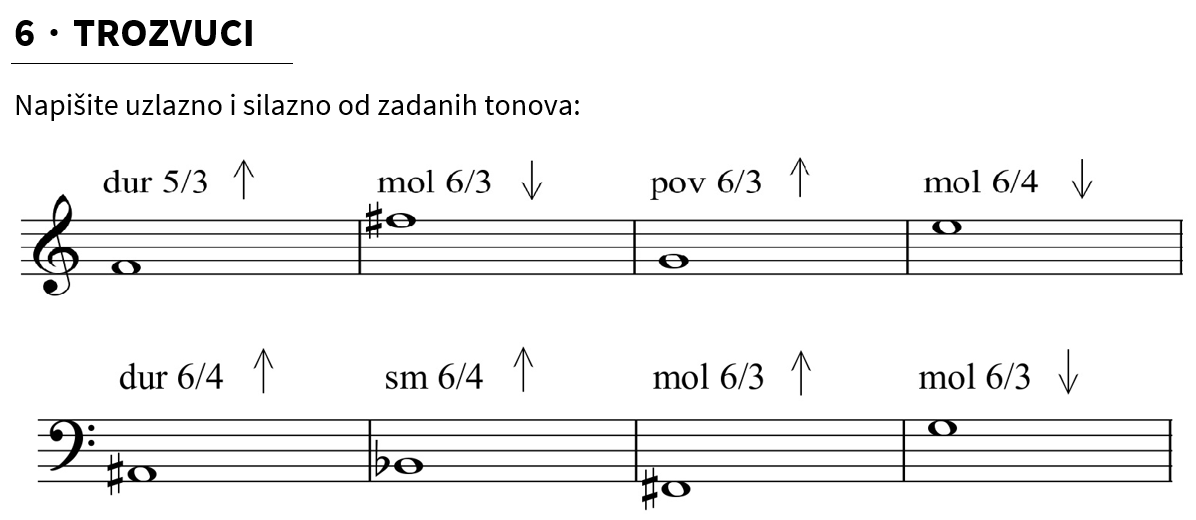 6 · TROZVUCI
Napišite uzlazno i silazno od zadanih tonova:
dur 5/3 ↑ mol 6/3 ↓ pov 6/3 ↑ mol 6/4 ↓
dur 6/4 ↑ sm 6/4 ↑ mol 6/3 ↑ mol 6/3 ↓